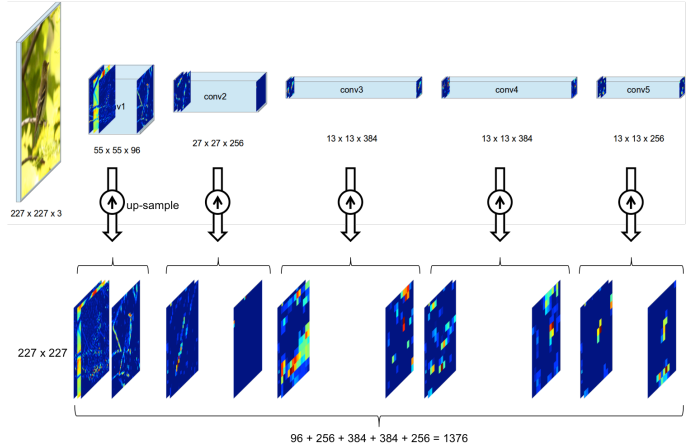 nv1
conv2
conv3
conv4
conv5
55 x 55 x 96
27 x 27 x 256
13 x 13 x 384
13 x 13 x 384
13 x 13 x 256
227 x 227 x 3
up-sample
227 x 227
96 + 256 + 384 + 384 + 256 = 1376